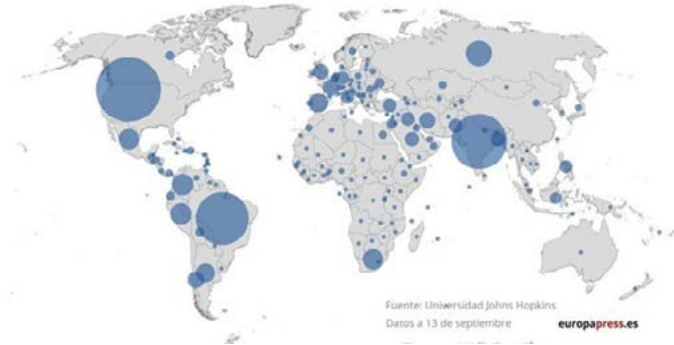 Fuente: Universidad Johns Hopkins
Datos a 13 de septiembre
europapress.es